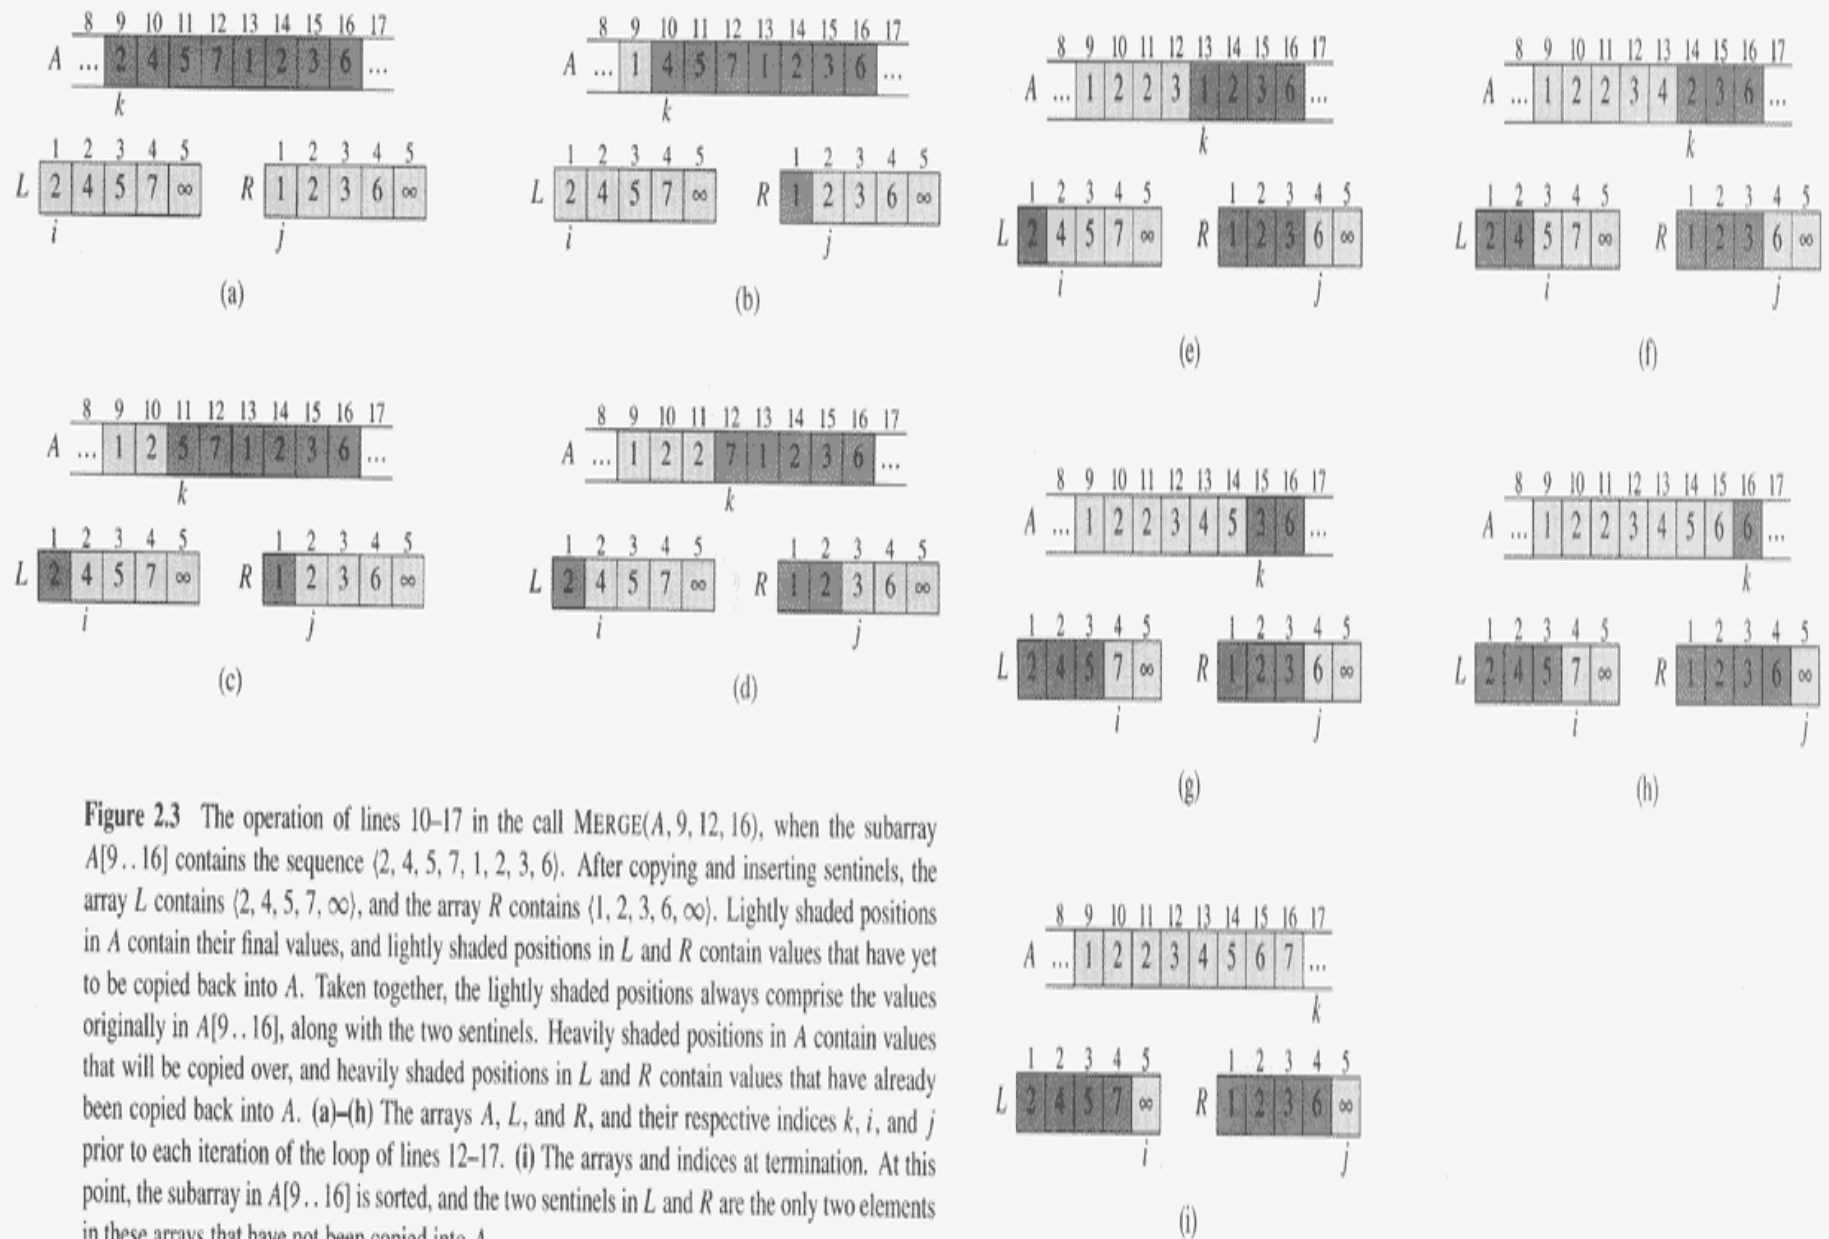 8 9 10 11 12 13 14 15 16 17
A ... 2 4 5 7 1 2 3 6 ...
k
1 2 3 4 5 1 2 3 4 5
L 2 4 5 7 ∞ R 1 2 3 6 ∞
i j
(a)
8 9 10 11 12 13 14 15 16 17
A ... 1 4 5 7 1 2 3 6 ...
k
1 2 3 4 5 1 2 3 4 5
L 2 4 5 7 ∞ R 1 2 3 6 ∞
i j
(b)
8 9 10 11 12 13 14 15 16 17
A ... 1 2 5 7 1 2 3 6 ...
k
1 2 3 4 5 1 2 3 4 5
L 2 4 5 7 ∞ R 1 2 3 6 ∞
i j
(c)
8 9 10 11 12 13 14 15 16 17
A ... 1 2 2 7 1 2 3 6 ...
k
1 2 3 4 5 1 2 3 4 5
L 2 4 5 7 ∞ R 1 2 3 6 ∞
i j
(d)
Figure 2.3 The operation of lines 10–17 in the call MERGE(A, 9, 12, 16), when the subarray
A[9 . . 16] contains the sequence ⟨2, 4, 5, 7, 1, 2, 3, 6⟩. After copying and inserting sentinels, the
array L contains ⟨2, 4, 5, 7, ∞⟩, and the array R contains ⟨1, 2, 3, 6, ∞⟩. Lightly shaded positions
in A contain their final values, and lightly shaded positions in L and R contain values that have yet
to be copied back into A. Taken together, the lightly shaded positions always comprise the values
originally in A[9 . . 16], along with the two sentinels. Heavily shaded positions in A contain values
that will be copied over, and heavily shaded positions in L and R contain values that have already
been copied back into A. (a)–(h) The arrays A, L, and R, and their respective indices k, i, and j
prior to each iteration of the loop of lines 12–17. (i) The arrays and indices at termination. At this
point, the subarray in A[9 . . 16] is sorted, and the two sentinels in L and R are the only two elements
in these arrays that have not been copied into A.
8 9 10 11 12 13 14 15 16 17
A ... 1 2 2 3 1 2 3 6 ...
k
1 2 3 4 5 1 2 3 4 5
L 2 4 5 7 ∞ R 1 2 3 6 ∞
i j
(e)
8 9 10 11 12 13 14 15 16 17
A ... 1 2 2 3 4 2 3 6 ...
k
1 2 3 4 5 1 2 3 4 5
L 2 4 5 7 ∞ R 1 2 3 6 ∞
i j
(f)
8 9 10 11 12 13 14 15 16 17
A ... 1 2 2 3 4 5 3 6 ...
k
1 2 3 4 5 1 2 3 4 5
L 2 4 5 7 ∞ R 1 2 3 6 ∞
i j
(g)
8 9 10 11 12 13 14 15 16 17
A ... 1 2 2 3 4 5 6 6 ...
k
1 2 3 4 5 1 2 3 4 5
L 2 4 5 7 ∞ R 1 2 3 6 ∞
i j
(h)
8 9 10 11 12 13 14 15 16 17
A ... 1 2 2 3 4 5 6 7 ...
k
1 2 3 4 5 1 2 3 4 5
L 2 4 5 7 ∞ R 1 2 3 6 ∞
i j
(i)